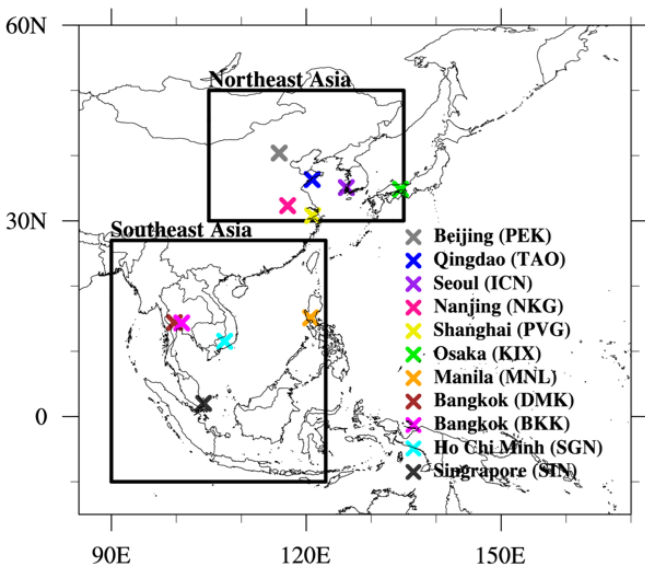 60N
Northeast Asia
30N
Southeast Asia
Beijing (PEK)
Qingdao (TAO)
Seoul (ICN)
Nanjing (NKG)
Shanghai (PVG)
Osaka (KIX)
Manila (MNL)
Bangkok (DMK)
0
Bangkok (BKK)
Ho Chi Minh (SGN)
Singrapore (SIN)
90E 120E 150E